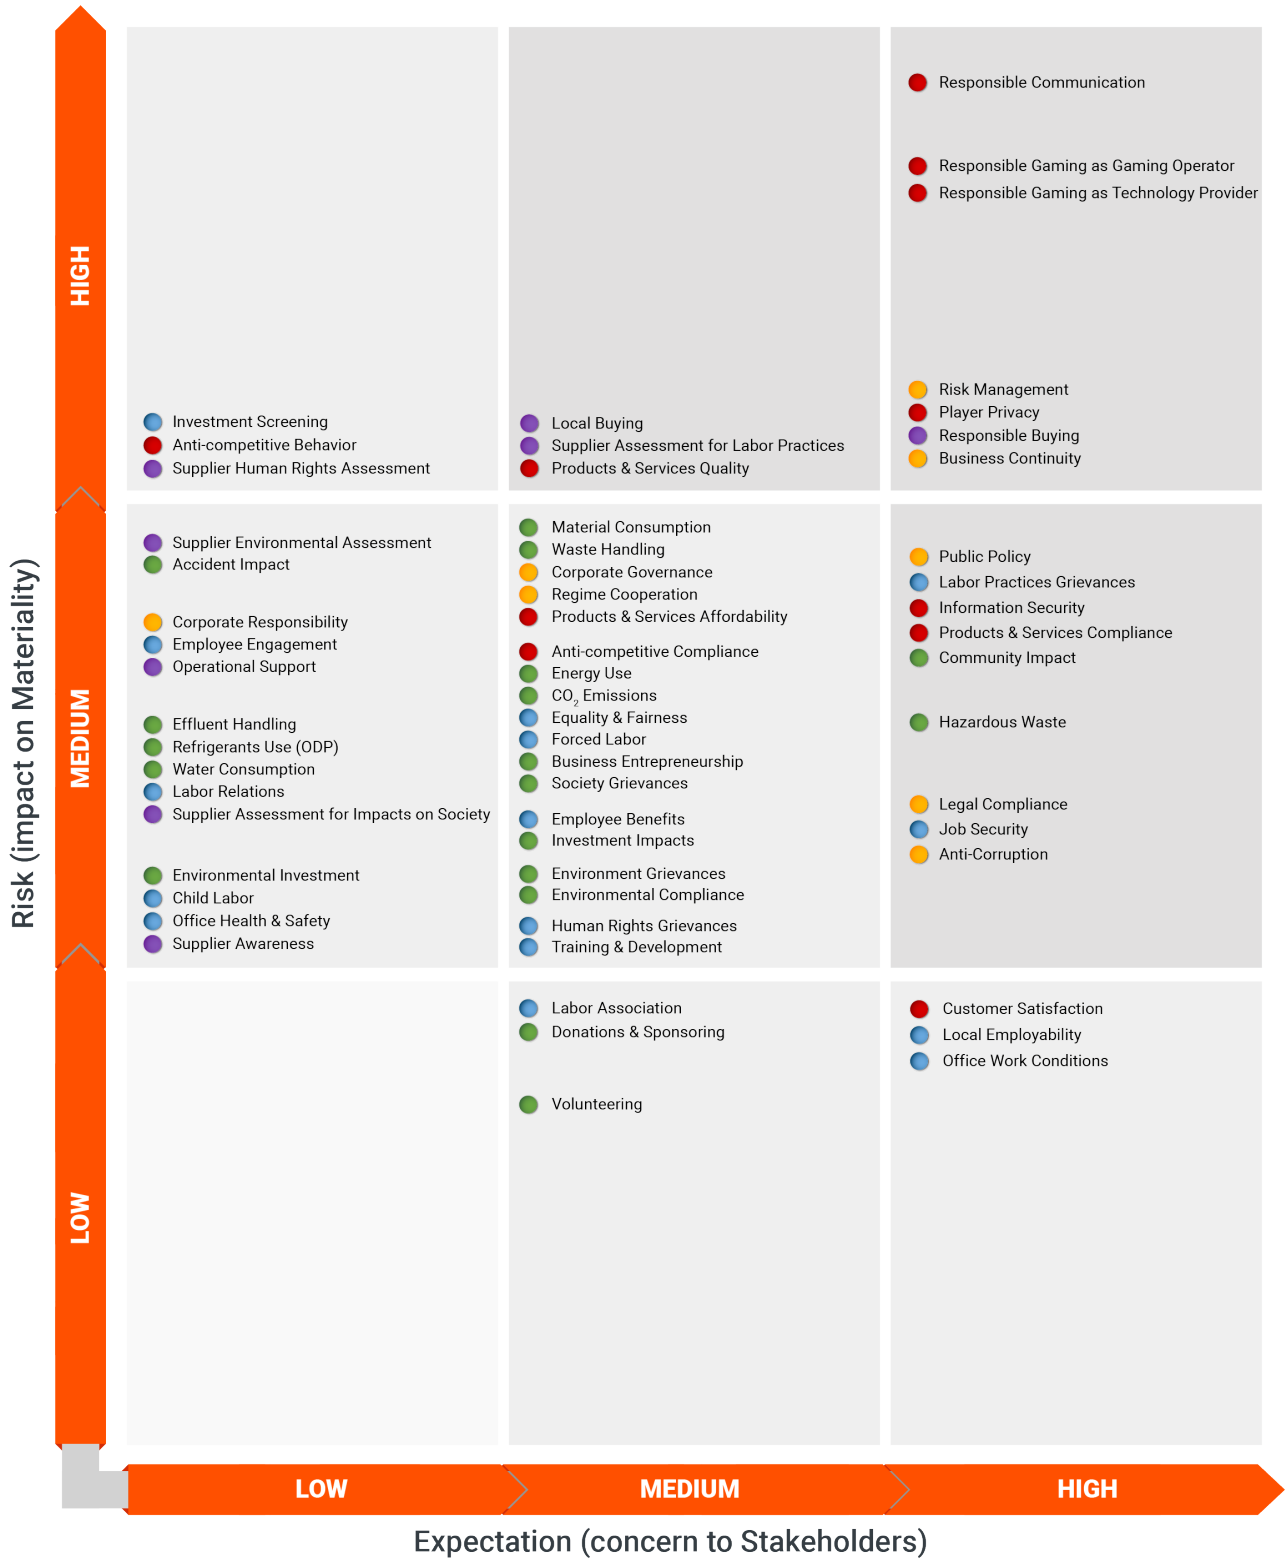 Risk (impact on Materiality)
HIGH
Investment Screening
Anti-competitive Behavior
Supplier Human Rights Assessment
Local Buying
Supplier Assessment for Labor Practices
Products & Services Quality
Responsible Communication
Responsible Gaming as Gaming Operator
Responsible Gaming as Technology Provider
Risk Management
Player Privacy
Responsible Buying
Business Continuity
MEDIUM
Supplier Environmental Assessment
Accident Impact
Corporate Responsibility
Employee Engagement
Operational Support
Effluent Handling
Refrigerants Use (ODP)
Water Consumption
Labor Relations
Supplier Assessment for Impacts on Society
Environmental Investment
Child Labor
Office Health & Safety
Supplier Awareness
Material Consumption
Waste Handling
Corporate Governance
Regime Cooperation
Products & Services Affordability
Anti-competitive Compliance
Energy Use
CO₂ Emissions
Equality & Fairness
Forced Labor
Business Entrepreneurship
Society Grievances
Employee Benefits
Investment Impacts
Environment Grievances
Environmental Compliance
Human Rights Grievances
Training & Development
Public Policy
Labor Practices Grievances
Information Security
Products & Services Compliance
Community Impact
Hazardous Waste
Legal Compliance
Job Security
Anti-Corruption
LOW
Labor Association
Donations & Sponsoring
Volunteering
Customer Satisfaction
Local Employability
Office Work Conditions
LOW
MEDIUM
HIGH
Expectation (concern to Stakeholders)